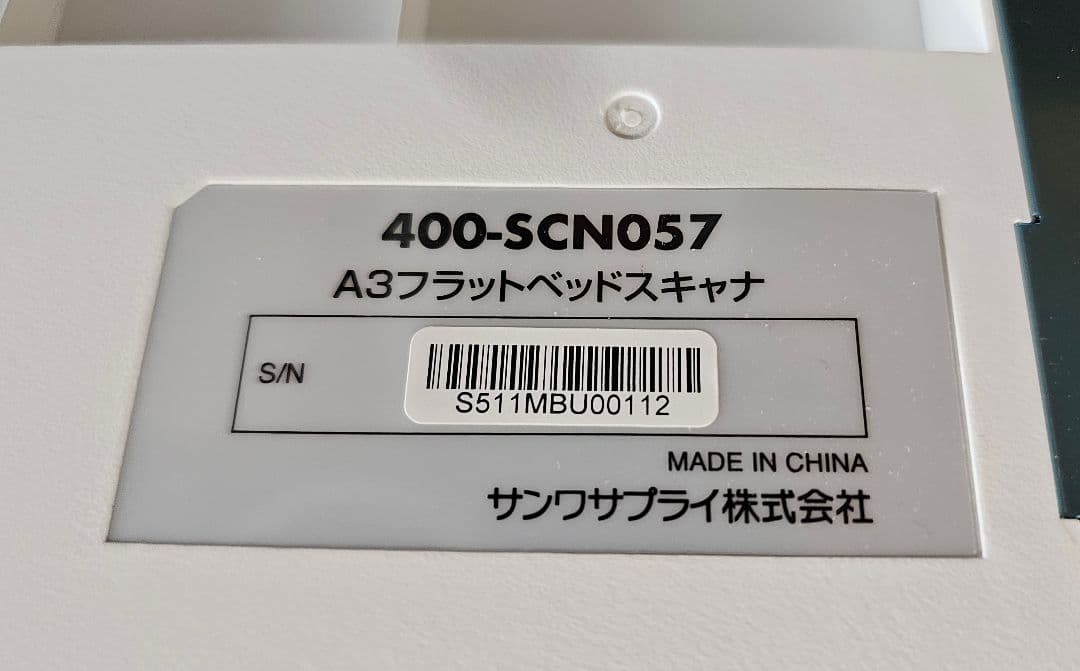 400-SCN057
A3フラットベッドスキャナ
S/N
S511MBU00112
MADE IN CHINA
サンワサプライ株式会社